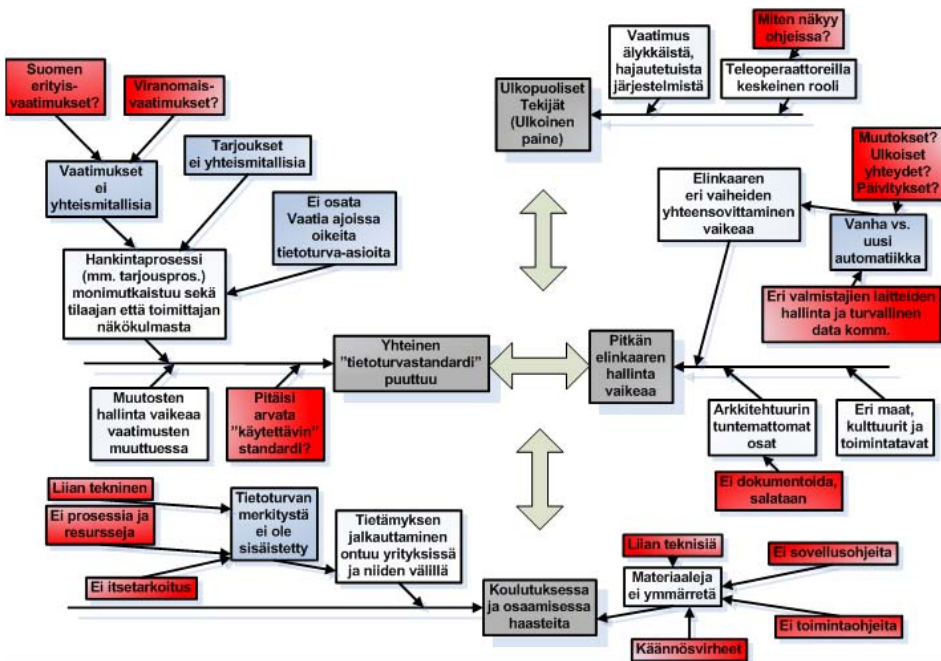 Suomen
erityis-
vaatimukset?
Viranomais-
vaatimukset?
Vaatimukset
ei
yhteismitallisia
Tarjoukset
ei yhteismitallisia
Ei osata
Vaatia ajoissa
oikeita
tietoturva-asioita
Hankintaprosessi
(mm. tarjouspros.)
monimutkaistuu sekä
tilaajan että toimittajan
näkökulmasta
Muutosten
hallinta vaikeaa
vaatimusten
muuttuessa
Pitäisi
arvata
”käytettävin”
standardi?
Yhteinen
”tietoturvastandardi”
puuttuu
Ulkopuoliset
Tekijät
(Ulkoinen
paine)
Vaatimus
älykkäistä,
hajautetuista
järjestelmistä
Miten näkyy
ohjeissa?
Teleoperaattoreilla
keskeinen rooli
Muutokset?
Ulkoiset
yhteydet?
Päivitykset?
Elinkaaren
eri vaiheiden
yhteensovittaminen
vaikeaa
Vanha vs.
uusi
automatiikka
Eri valmistajien laitteiden
hallinta ja turvallinen
data komm.
Pitkän
elinkaaren
hallinta
vaikeaa
Arkkitehtuurin
tuntemattomat
osat
Eri maat,
kulttuurit ja
toimintatavat
Ei dokumentoida,
salataan
Liian tekninen
Ei prosessia ja
resursseja
Ei itsetarkoitus
Tietoturvan
merkitystä
ei ole
sisäistetty
Tietämyksen
jalkauttaminen
ontuu yrityksissä
ja niiden välillä
Koulutuksessa
ja osaamisessa
haasteita
Liian teknisiä
Materiaaleja
ei ymmärretä
Ei sovellusohjeita
Ei toimintaohjeita
Käännösvirheet